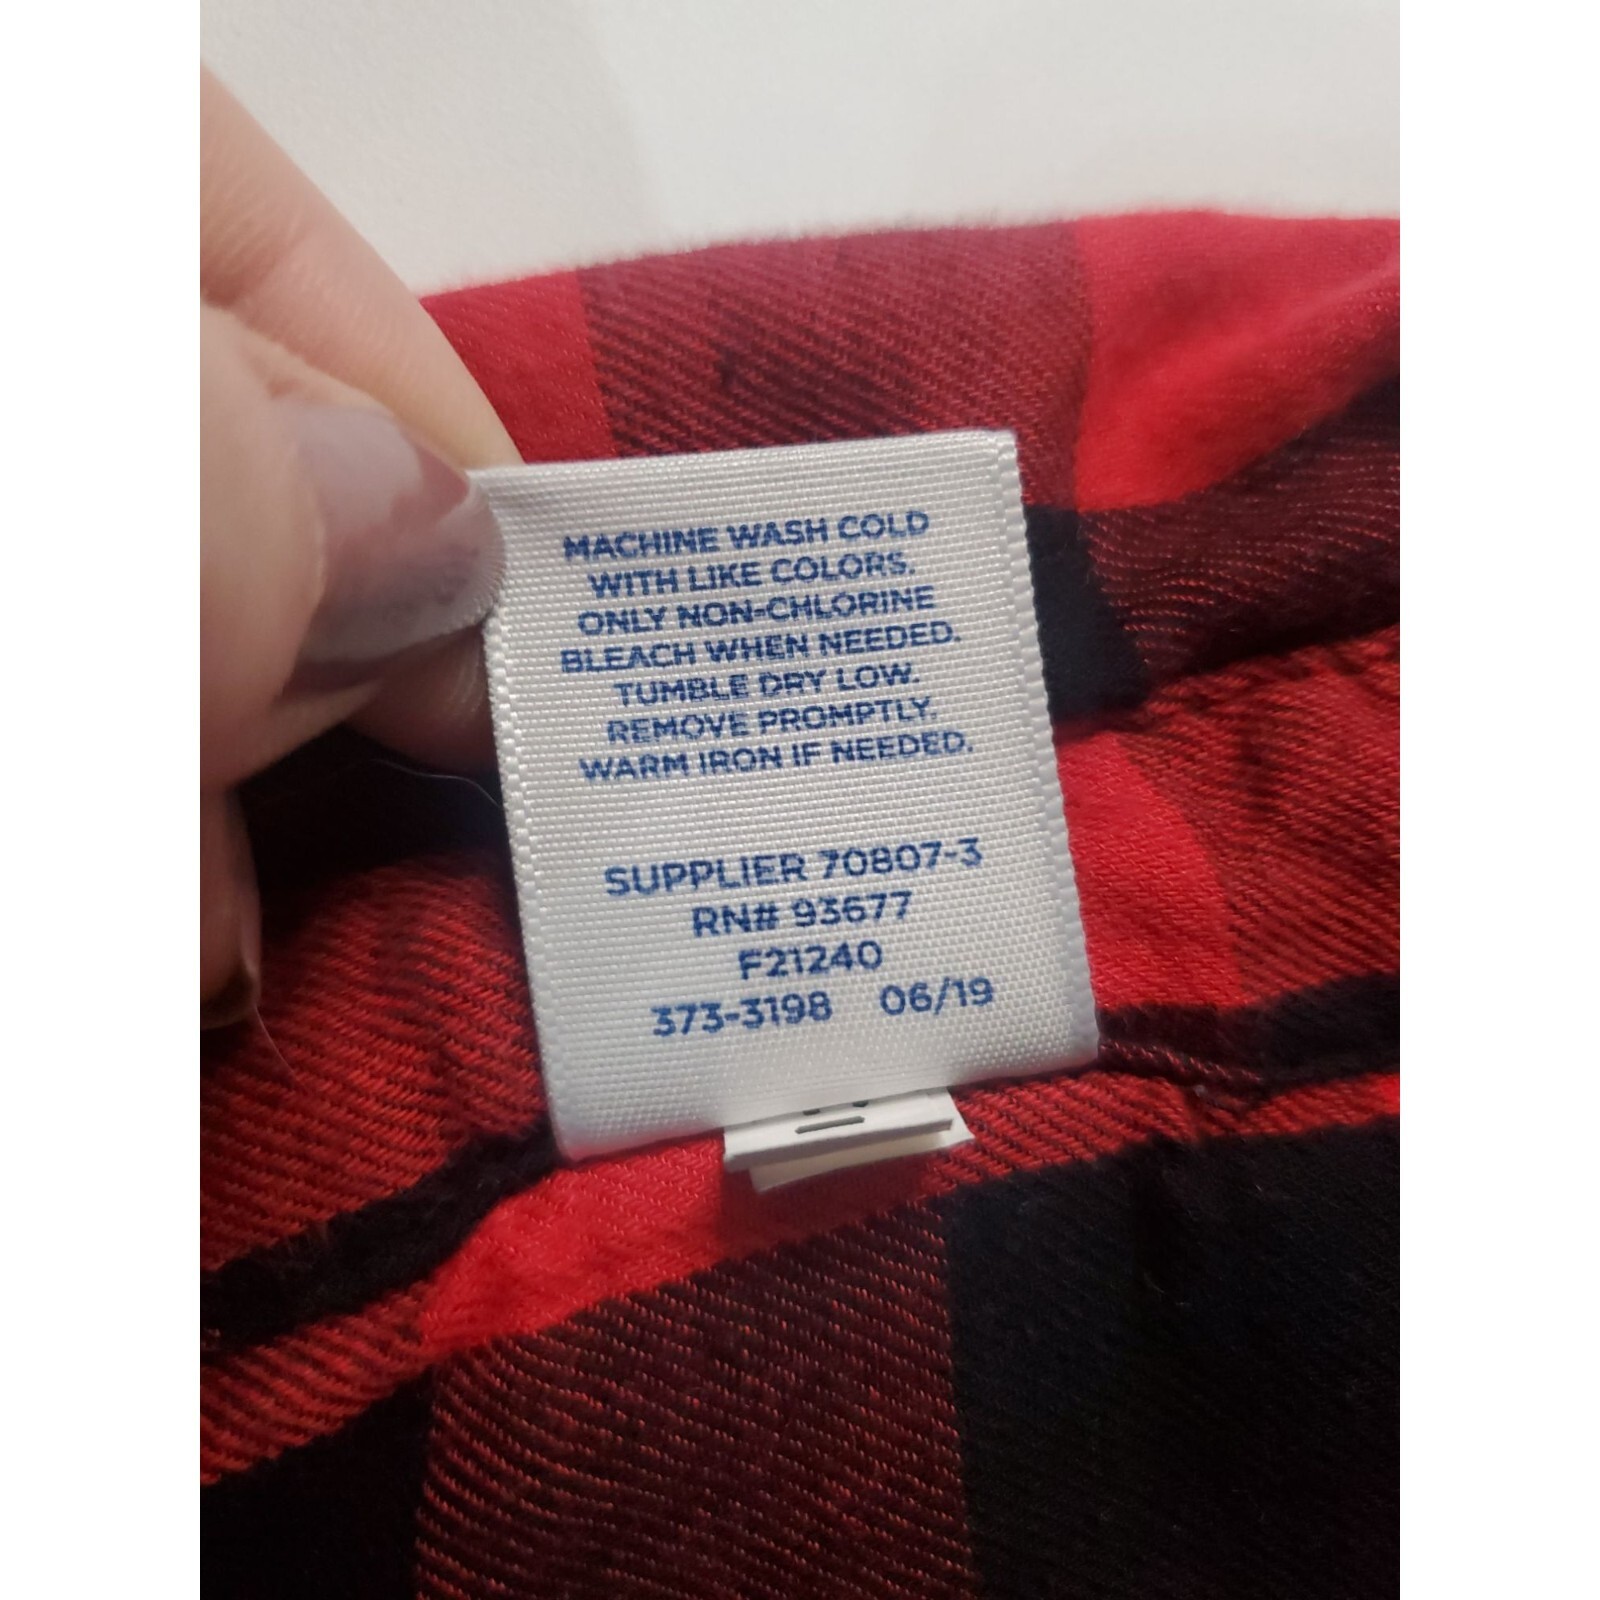 MACHINE WASH COLD
WITH LIKE COLORS.
ONLY NON-CHLORINE
BLEACH WHEN NEEDED.
TUMBLE DRY LOW.
REMOVE PROMPTLY.
WARM IRON IF NEEDED.
SUPPLIER 70807-3
RN# 93677
F21240
373-3198 06/19